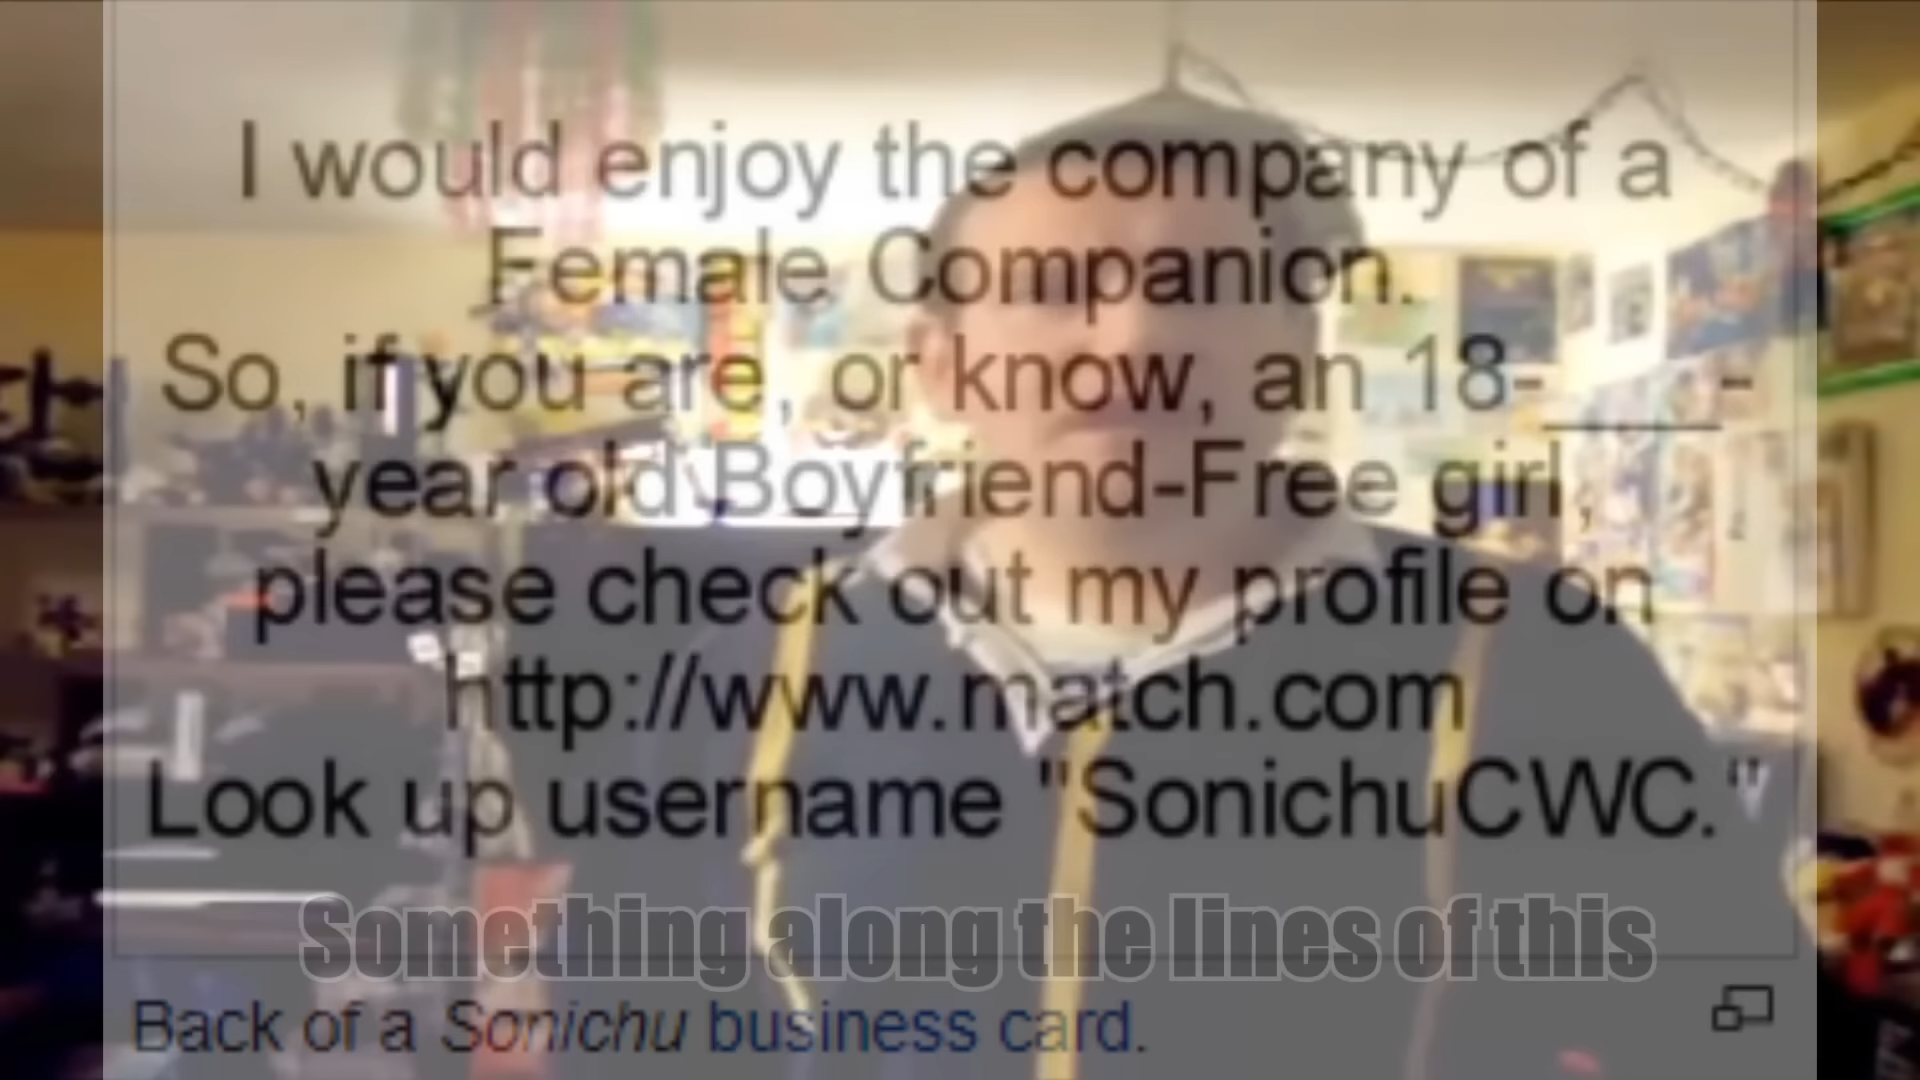 I would enjoy the company of a
Female Companion.
So, if you are, or know, an 18-____-
year old Boyfriend-Free girl,
please check out my profile on
http://www.match.com
Look up username "SonichuCWC."
Something along the lines of this
Back of a Sonichu business card.